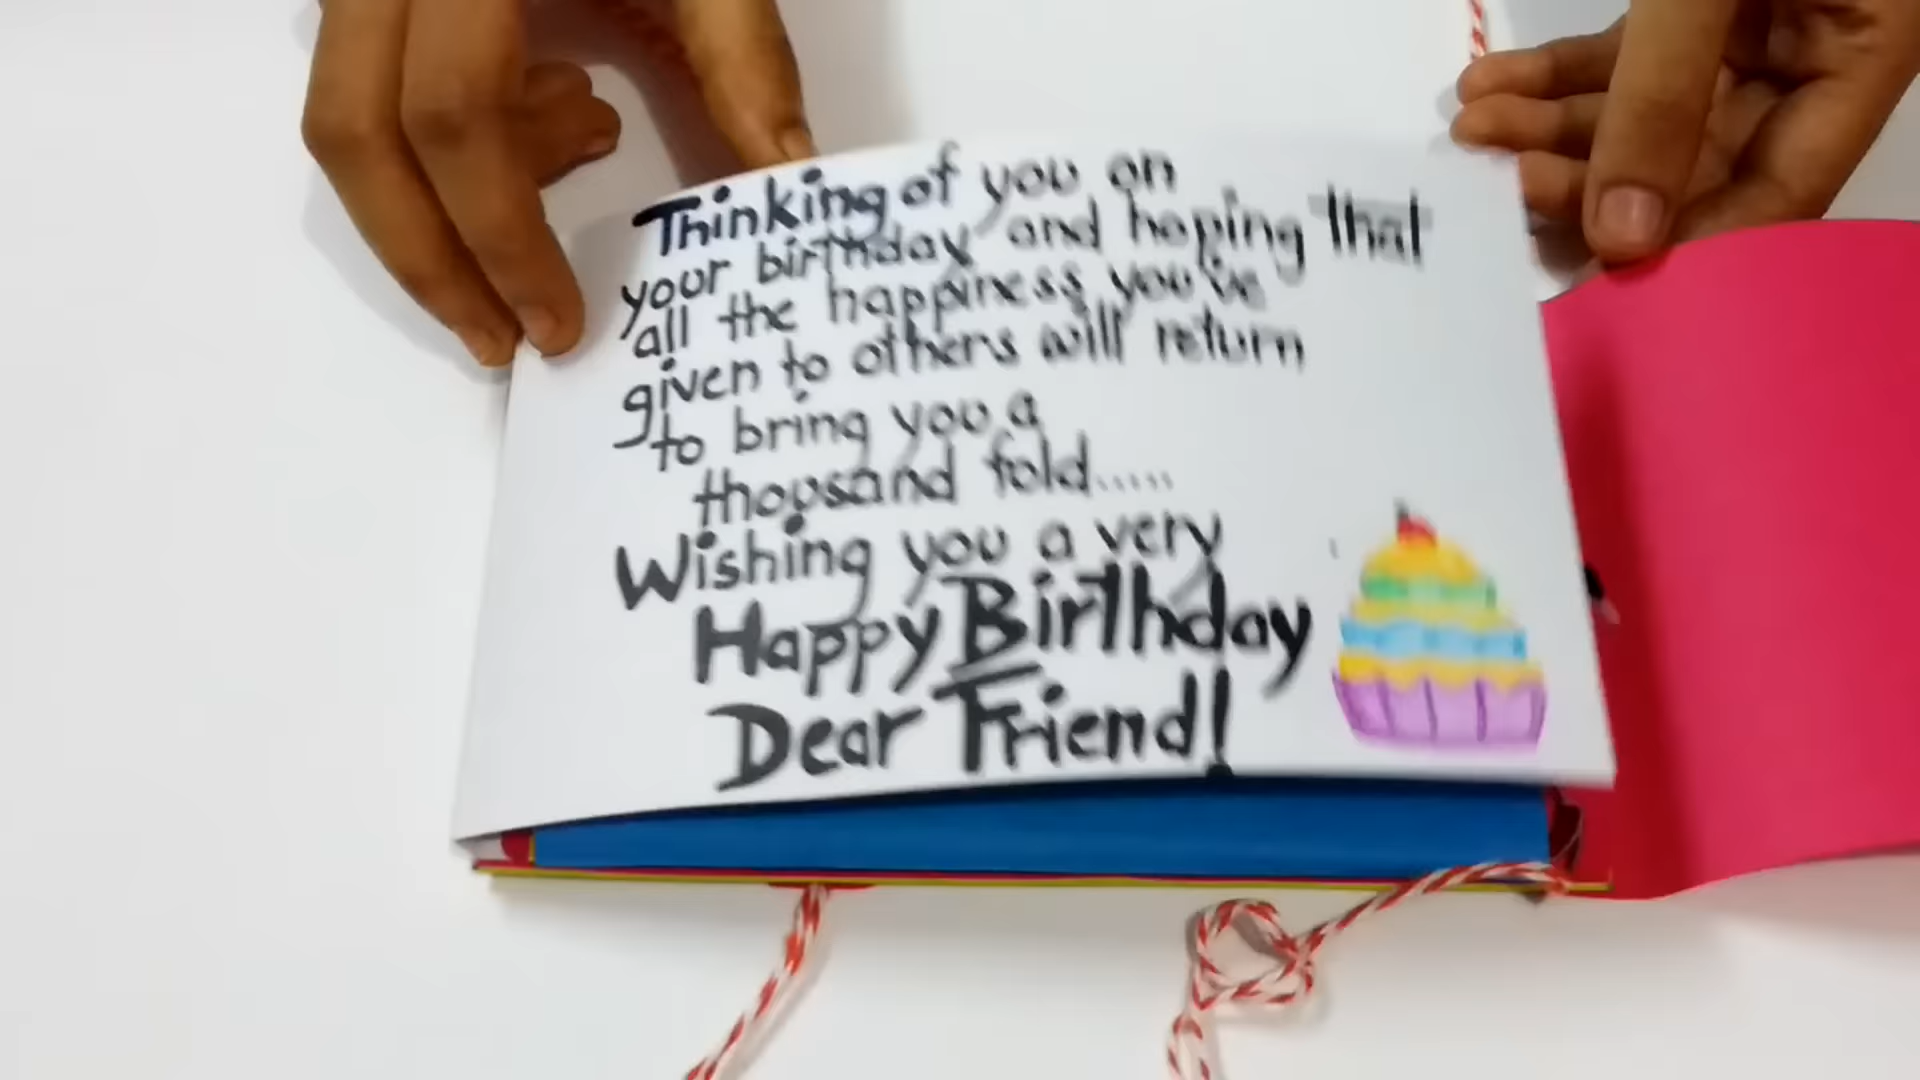 Thinking of you on
your birthday and hoping that
all the happiness you've
given to others will return
to bring you a
thousand fold.....
Wishing you a very
Happy Birthday
Dear Friend!